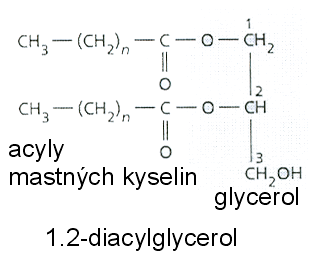 1
CH3—(CH2)n—C—O—CH2
O
2
CH3—(CH2)n—C—O—CH
O
3
acyly
mastných kyselin
CH2OH
glycerol
1.2-diacylglycerol